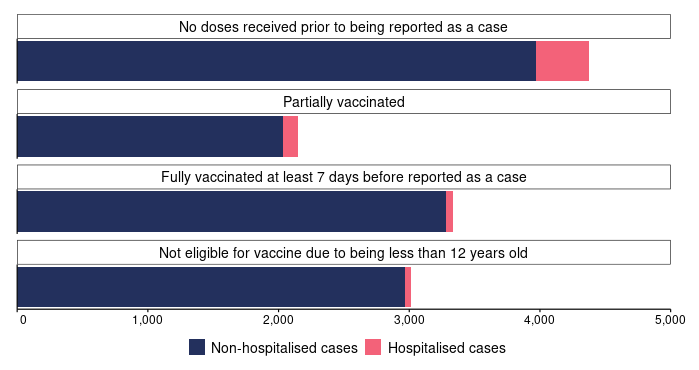 No doses received prior to being reported as a case
Partially vaccinated
Fully vaccinated at least 7 days before reported as a case
Not eligible for vaccine due to being less than 12 years old
0 1,000 2,000 3,000 4,000 5,000
Non-hospitalised cases Hospitalised cases